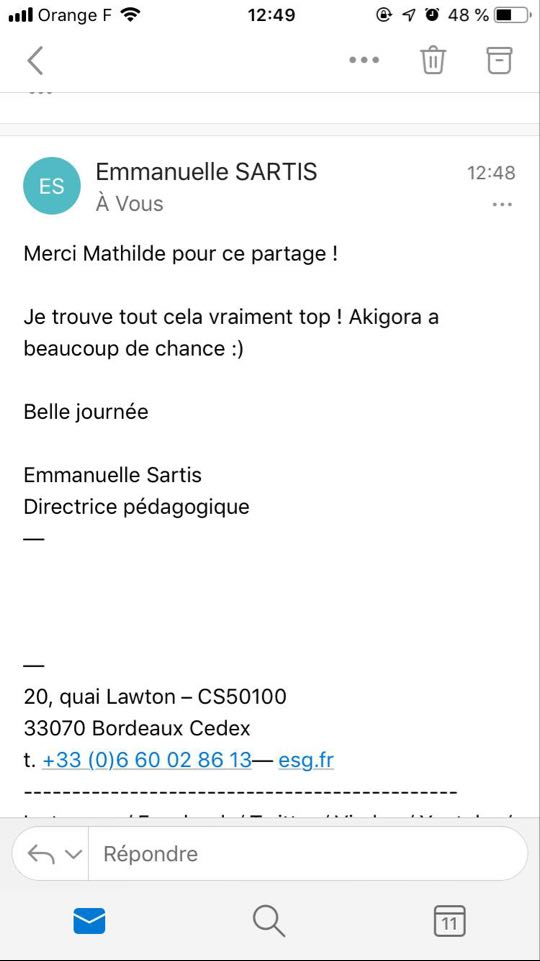 Orange F 12:49 48 %
Emmanuelle SARTIS 12:48
ES
À Vous
Merci Mathilde pour ce partage !
Je trouve tout cela vraiment top ! Akigora a
beaucoup de chance :)
Belle journée
Emmanuelle Sartis
Directrice pédagogique
—
—
20, quai Lawton – CS50100
33070 Bordeaux Cedex
t. +33 (0)6 60 02 86 13— esg.fr
---------------------------------------------
Répondre
11